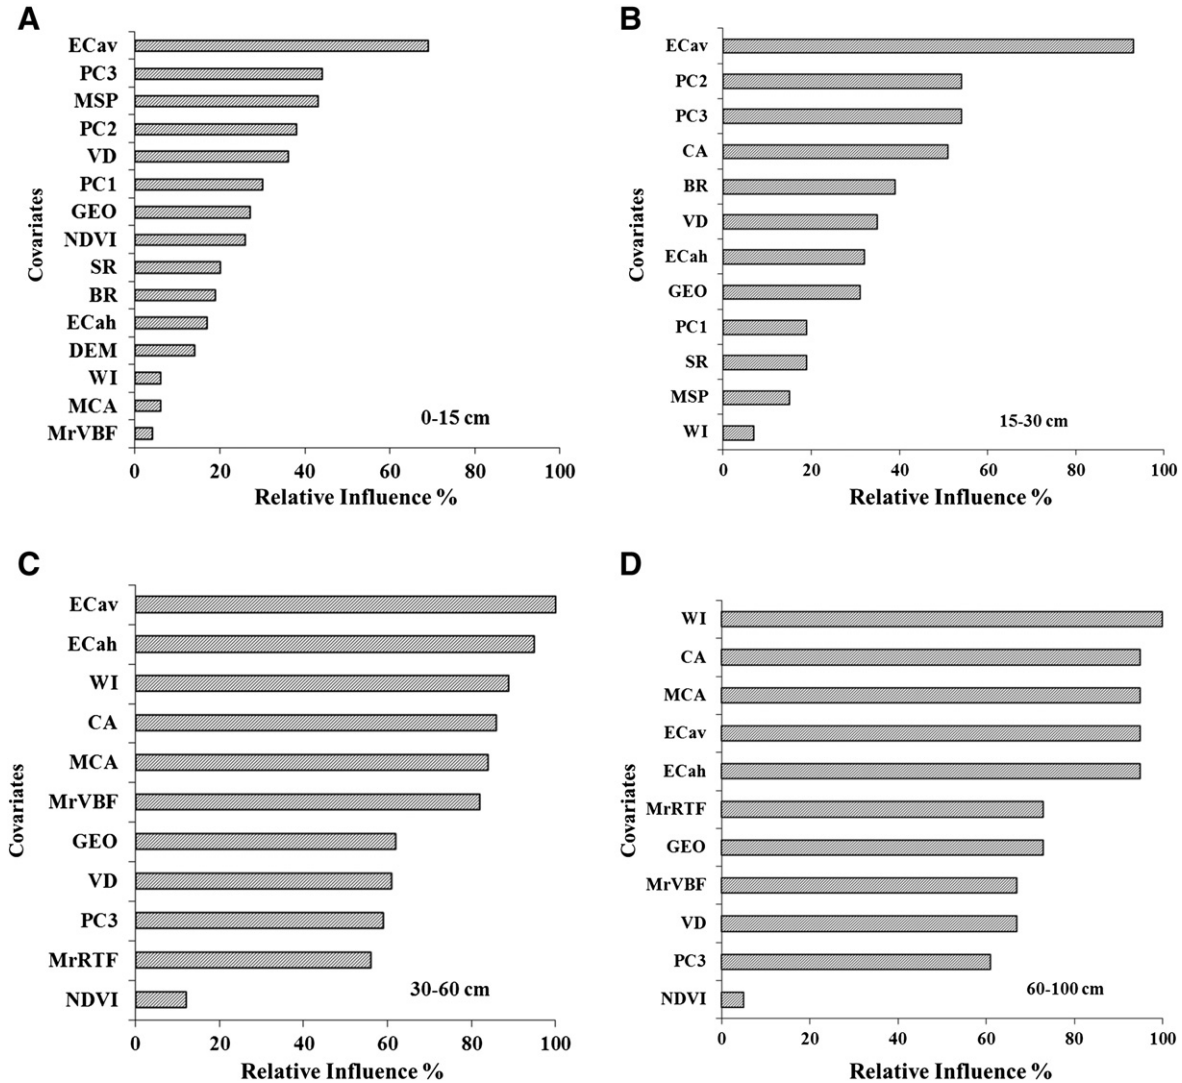 A
Covariates
ECav
PC3
MSP
PC2
VD
PC1
GEO
NDVI
SR
BR
ECah
DEM
WI
MCA
MrVBF
0-15 cm
0 20 40 60 80 100
Relative Influence %
B
Covariates
ECav
PC2
PC3
CA
BR
VD
ECah
GEO
PC1
SR
MSP
WI
15-30 cm
0 20 40 60 80 100
Relative Influence %
C
Covariates
ECav
ECah
WI
CA
MCA
MrVBF
GEO
VD
PC3
MrRTF
NDVI
30-60 cm
0 20 40 60 80 100
Relative Influence %
D
Covariates
WI
CA
MCA
ECav
ECah
MrRTF
GEO
MrVBF
VD
PC3
NDVI
60-100 cm
0 20 40 60 80 100
Relative Influence %